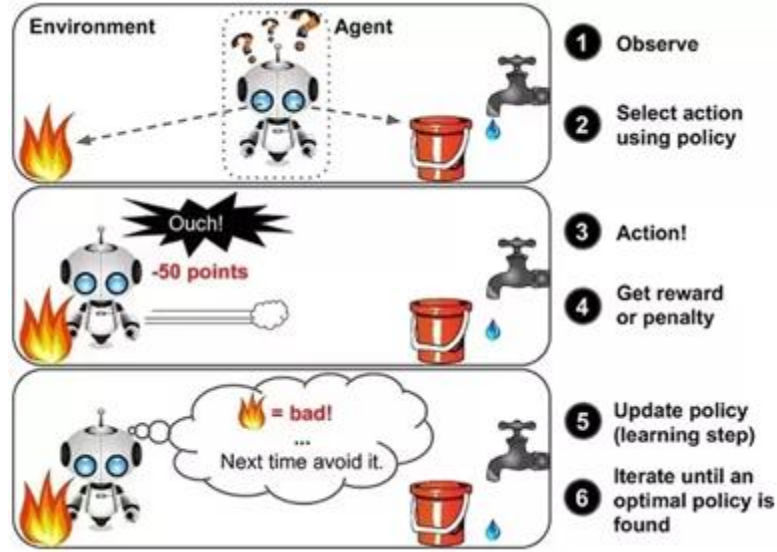 Environment
Agent
? ? ?
1 Observe
2 Select action
using policy
Ouch!
-50 points
3 Action!
4 Get reward
or penalty
= bad!
...
Next time avoid it.
5 Update policy
(learning step)
6 Iterate until an
optimal policy is
found